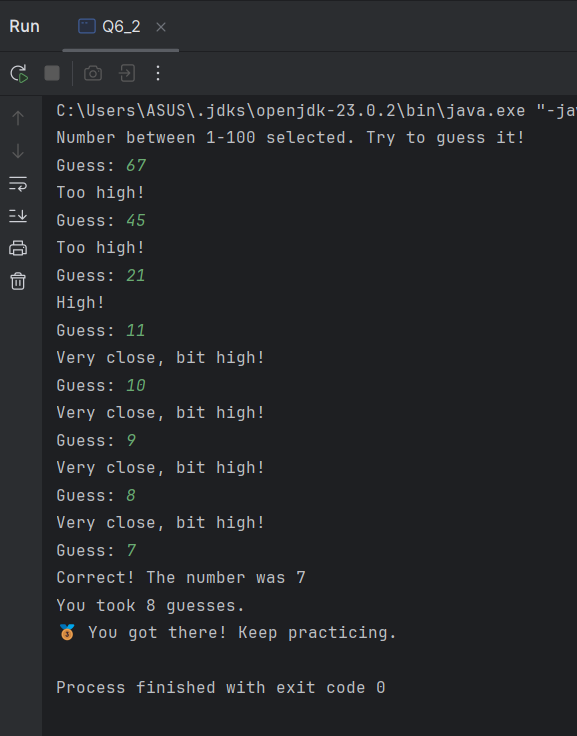 Run Q6_2
C:\Users\ASUS\.jdks\openjdk-23.0.2\bin\java.exe "-ja
Number between 1-100 selected. Try to guess it!
Guess: 67
Too high!
Guess: 45
Too high!
Guess: 21
High!
Guess: 11
Very close, bit high!
Guess: 10
Very close, bit high!
Guess: 9
Very close, bit high!
Guess: 8
Very close, bit high!
Guess: 7
Correct! The number was 7
You took 8 guesses.
🥉 You got there! Keep practicing.
Process finished with exit code 0